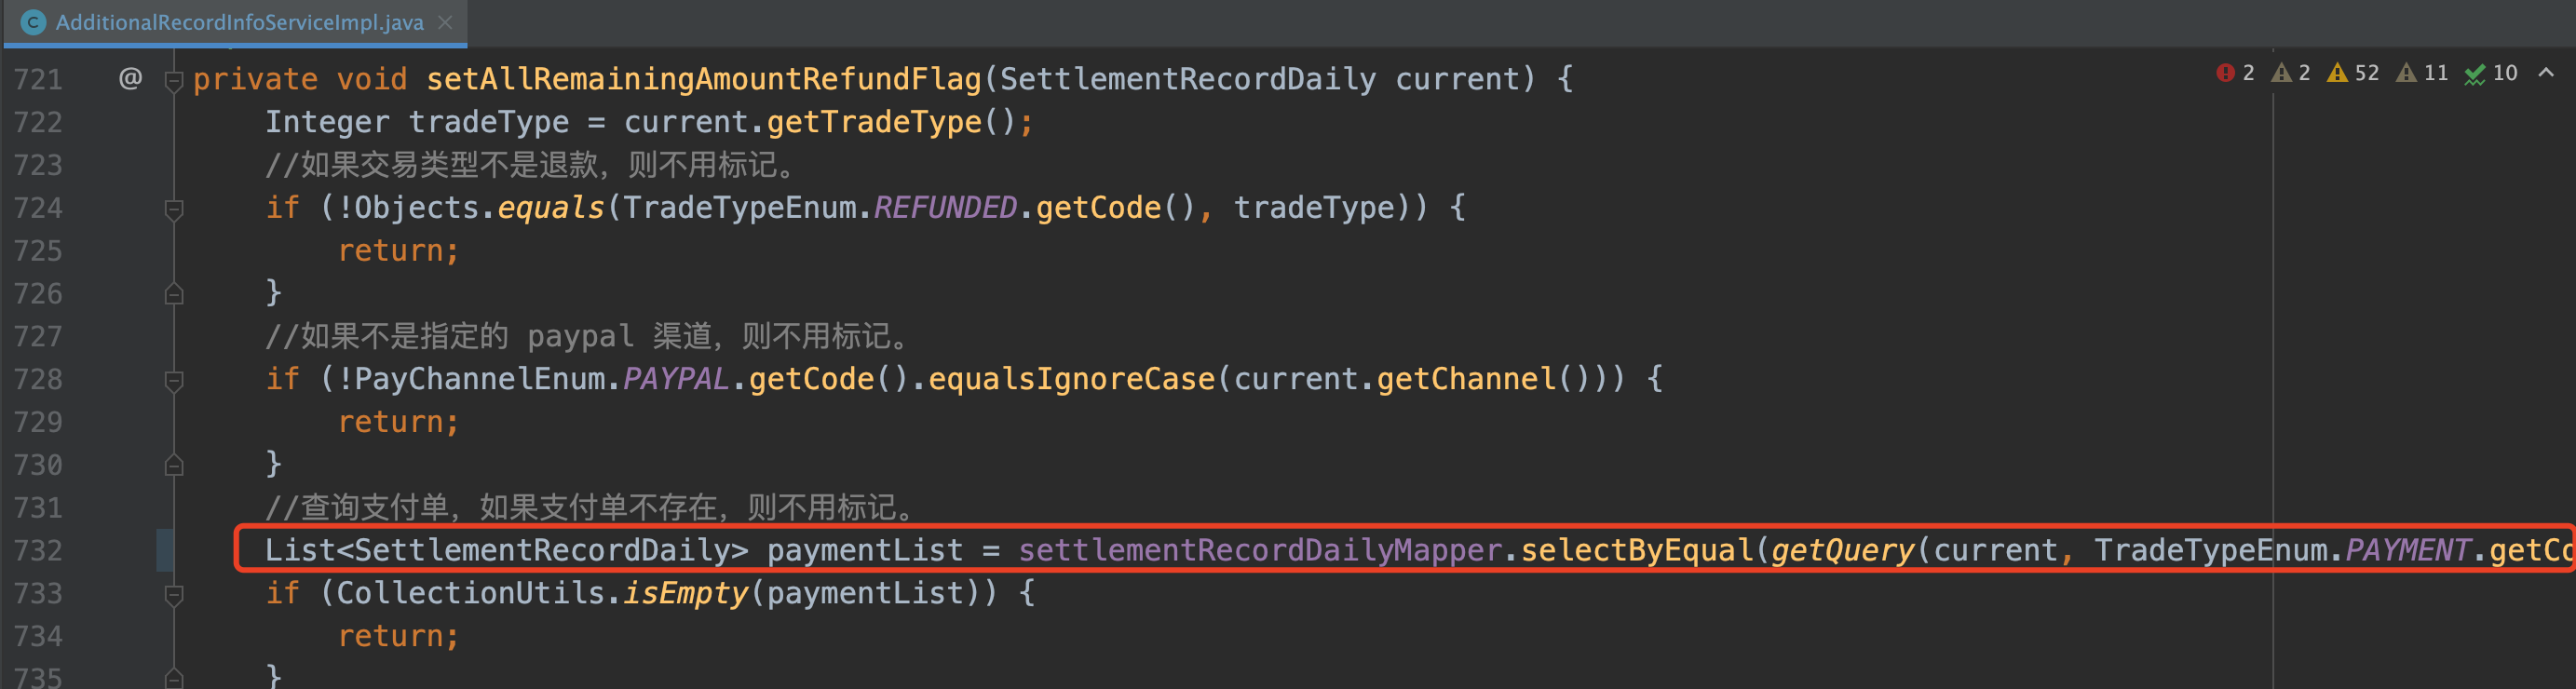 AdditionalRecordInfoServiceImpl.java
2 2 52 11 10
721 @ private void setAllRemainingAmountRefundFlag(SettlementRecordDaily current) {
722 Integer tradeType = current.getTradeType();
723 //如果交易类型不是退款，则不用标记。
724 if (!Objects.equals(TradeTypeEnum.REFUNDED.getCode(), tradeType)) {
725 return;
726 }
727 //如果不是指定的 paypal 渠道，则不用标记。
728 if (!PayChannelEnum.PAYPAL.getCode().equalsIgnoreCase(current.getChannel())) {
729 return;
730 }
731 //查询支付单，如果支付单不存在，则不用标记。
732 List<SettlementRecordDaily> paymentList = settlementRecordDailyMapper.selectByEqual(getQuery(current, TradeTypeEnum.PAYMENT.getCo
733 if (CollectionUtils.isEmpty(paymentList)) {
734 return;
735 }